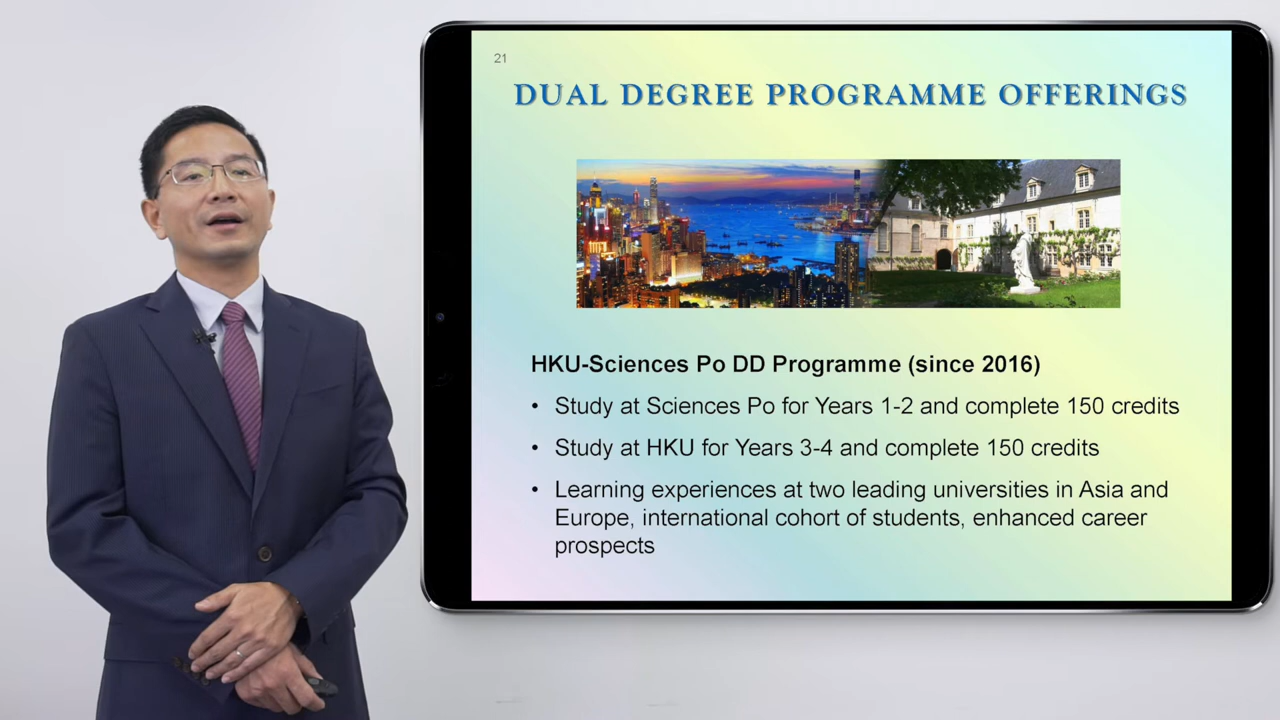 21
DUAL DEGREE PROGRAMME OFFERINGS
HKU-Sciences Po DD Programme (since 2016)
• Study at Sciences Po for Years 1-2 and complete 150 credits
• Study at HKU for Years 3-4 and complete 150 credits
• Learning experiences at two leading universities in Asia and
Europe, international cohort of students, enhanced career
prospects